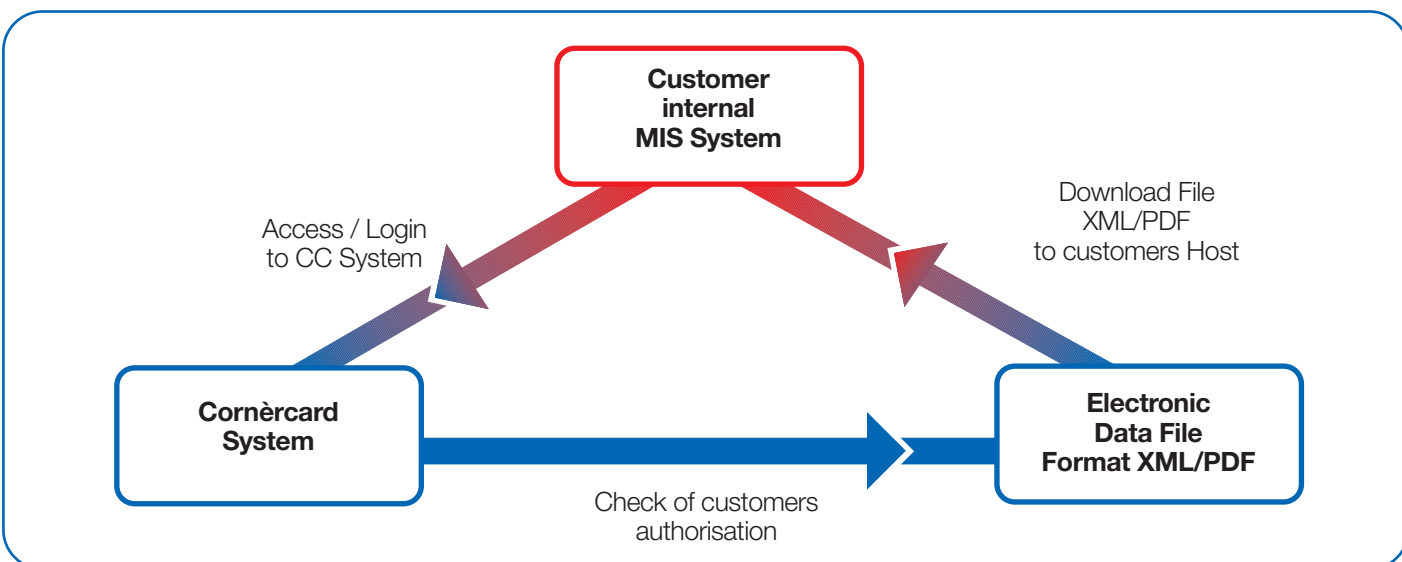 Customer
internal
MIS System
Access / Login
to CC System
Download File
XML/PDF
to customers Host
Cornèrcard
System
Electronic
Data File
Format XML/PDF
Check of customers
authorisation